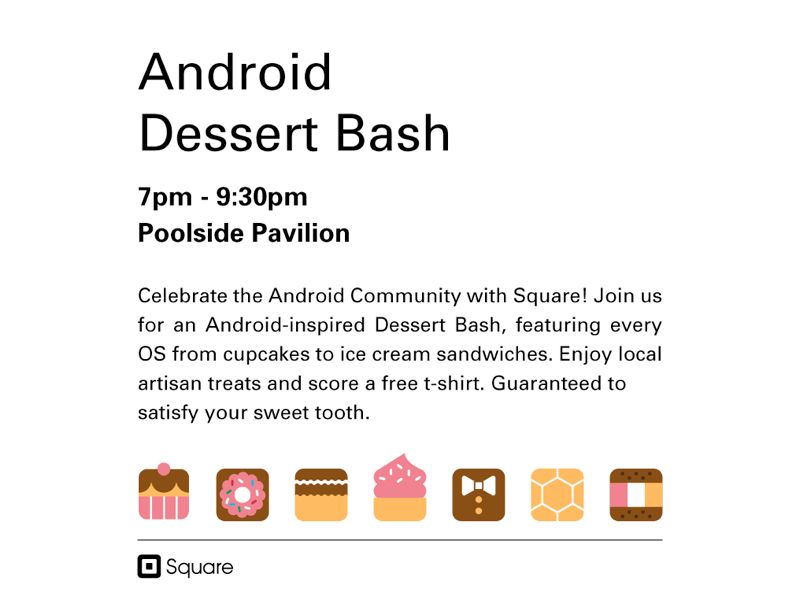 Android
Dessert Bash
7pm - 9:30pm
Poolside Pavilion
Celebrate the Android Community with Square! Join us
for an Android-inspired Dessert Bash, featuring every
OS from cupcakes to ice cream sandwiches. Enjoy local
artisan treats and score a free t-shirt. Guaranteed to
satisfy your sweet tooth.
Square